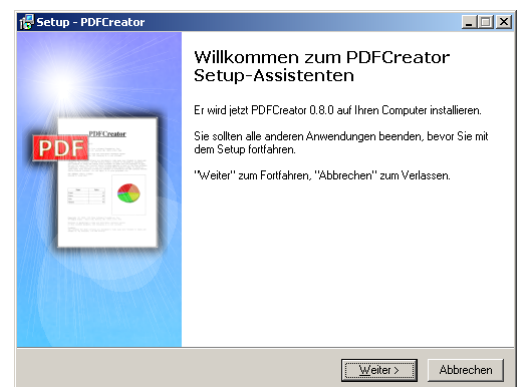 Setup - PDFCreator
Willkommen zum PDFCreator
Setup-Assistenten
Er wird jetzt PDFCreator 0.8.0 auf Ihren Computer installieren.
Sie sollten alle anderen Anwendungen beenden, bevor Sie mit
dem Setup fortfahren.
"Weiter" zum Fortfahren, "Abbrechen" zum Verlassen.
PDFCreator
PDF
Weiter >
Abbrechen